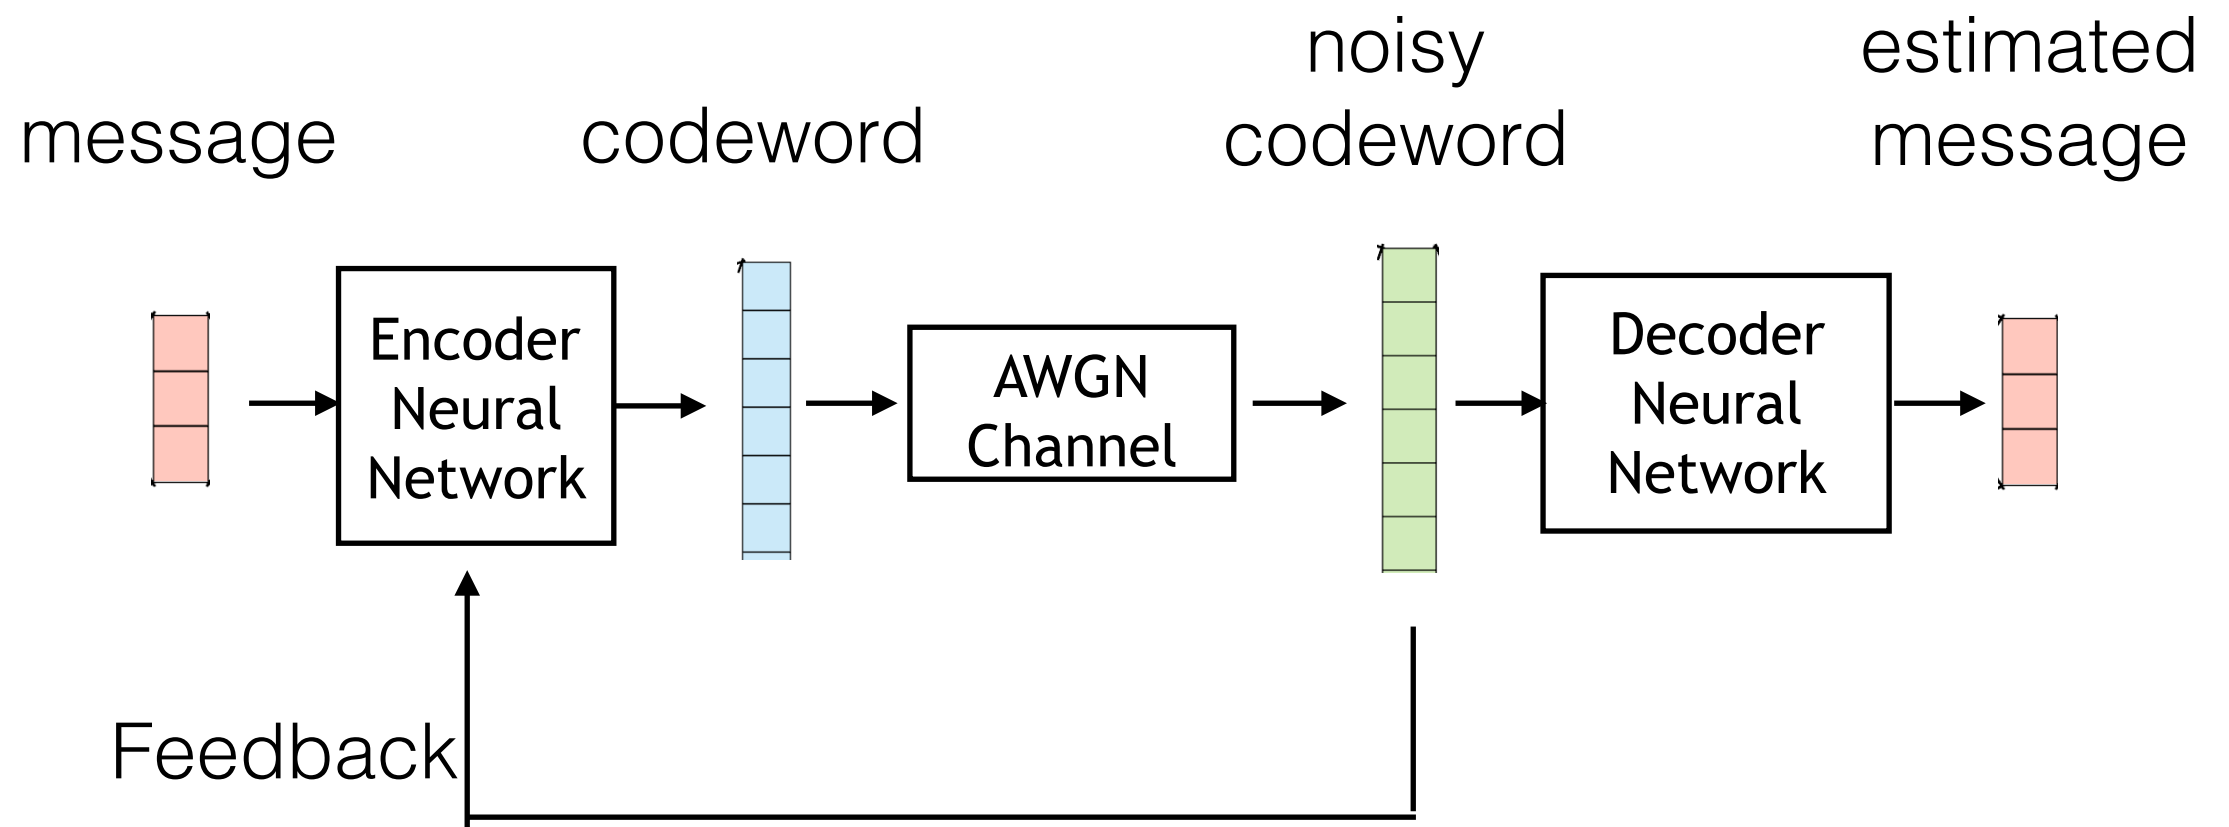 message
codeword
noisy
codeword
estimated
message
Encoder
Neural
Network
AWGN
Channel
Decoder
Neural
Network
Feedback